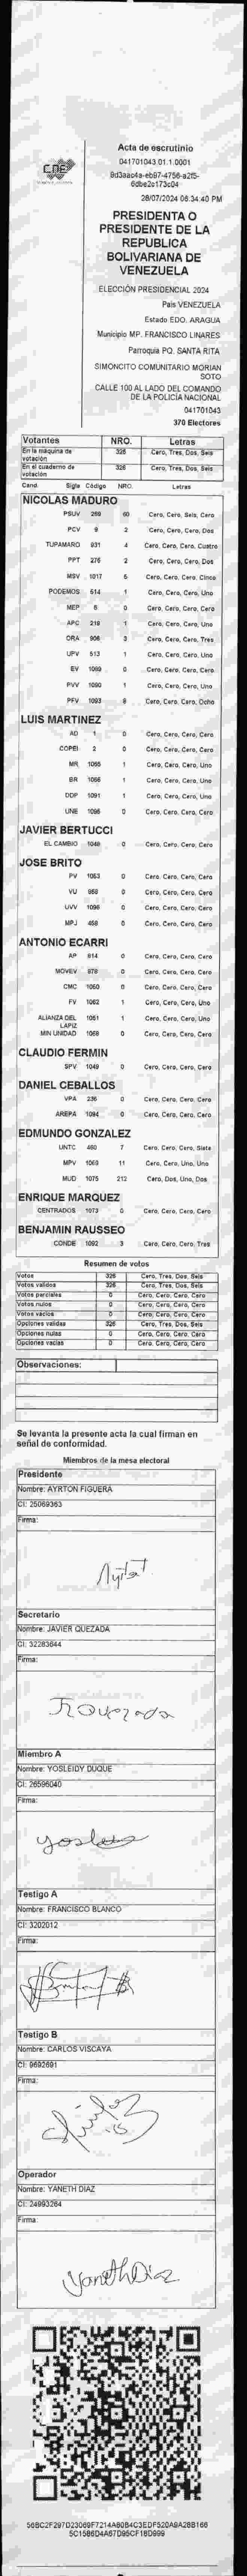 CNE
Acta de escrutinio
041701043.01.1.0001
28/07/2024 08:34:40 PM
PRESIDENTA O
PRESIDENTE DE LA
REPUBLICA
BOLIVARIANA DE
VENEZUELA
ELECCIÓN PRESIDENCIAL 2024
País VENEZUELA
Estado EDO. ARAGUA
Municipio MP. FRANCISCO LINARES
Parroquia PQ. SANTA RITA
SIMONCITO COMUNITARIO MORIAN
SOTO
CALLE 100 AL LADO DEL COMANDO
DE LA POLICÍA NACIONAL
041701043
370 Electores
Votantes NRO. Letras
En la máquina de votación 326 Cero, Tres, Dos, Seis
En el cuaderno de votación 326 Cero, Tres, Dos, Seis
Cand. Sigla Código NRO. Letras
NICOLAS MADURO
PSUV 269 60 Cero, Cero, Seis, Cero
PCV 9 2 Cero, Cero, Cero, Dos
TUPAMARO 931 4 Cero, Cero, Cero, Cuatro
PPT 276 2 Cero, Cero, Cero, Dos
MSV 1017 5 Cero, Cero, Cero, Cinco
PODEMOS 614 1 Cero, Cero, Cero, Uno
MEP 6 0 Cero, Cero, Cero, Cero
APC 219 1 Cero, Cero, Cero, Uno
ORA 906 3 Cero, Cero, Cero, Tres
UPV 513 1 Cero, Cero, Cero, Uno
EV 1089 0 Cero, Cero, Cero, Cero
PVV 1090 1 Cero, Cero, Cero, Uno
PFV 1093 8 Cero, Cero, Cero, Ocho
LUIS MARTINEZ
AD 1 0 Cero, Cero, Cero, Cero
COPEI 2 0 Cero, Cero, Cero, Cero
MR 1055 1 Cero, Cero, Cero, Uno
BR 1066 1 Cero, Cero, Cero, Uno
DDP 1091 1 Cero, Cero, Cero, Uno
UNE 1095 0 Cero, Cero, Cero, Cero
JAVIER BERTUCCI
EL CAMBIO 1048 0 Cero, Cero, Cero, Cero
JOSE BRITO
PV 1053 0 Cero, Cero, Cero, Cero
VU 958 0 Cero, Cero, Cero, Cero
UVV 1096 0 Cero, Cero, Cero, Cero
MPJ 458 0 Cero, Cero, Cero, Cero
ANTONIO ECARRI
AP 814 0 Cero, Cero, Cero, Cero
MOVEV 878 0 Cero, Cero, Cero, Cero
CMC 1050 0 Cero, Cero, Cero, Cero
FV 1062 1 Cero, Cero, Cero, Uno
ALIANZA DEL LAPIZ 1051 1 Cero, Cero, Cero, Uno
MIN UNIDAD 1069 0 Cero, Cero, Cero, Cero
CLAUDIO FERMIN
SPV 1049 0 Cero, Cero, Cero, Cero
DANIEL CEBALLOS
VPA 236 0 Cero, Cero, Cero, Cero
AREPA 1094 0 Cero, Cero, Cero, Cero
EDMUNDO GONZALEZ
UNTC 480 7 Cero, Cero, Cero, Siete
MPV 1063 11 Cero, Cero, Uno, Uno
MUD 1075 212 Cero, Dos, Uno, Dos
ENRIQUE MARQUEZ
CENTRADOS 1073 0 Cero, Cero, Cero, Cero
BENJAMIN RAUSSEO
CONDE 1092 3 Cero, Cero, Cero, Tres
Resumen de votos
Votos 326 Cero, Tres, Dos, Seis
Votos válidos 326 Cero, Tres, Dos, Seis
Votos parciales 0 Cero, Cero, Cero, Cero
Votos nulos 0 Cero, Cero, Cero, Cero
Votos vacíos 0 Cero, Cero, Cero, Cero
Opciones válidas 326 Cero, Tres, Dos, Seis
Opciones nulas 0 Cero, Cero, Cero, Cero
Opciones vacías 0 Cero, Cero, Cero, Cero
Observaciones:
Se levanta la presente acta la cual firman en
señal de conformidad.
Miembros de la mesa electoral
Presidente
Nombre: AYRTON FIGUERA
CI: 25069363
Firma:
Secretario
Nombre: JAVIER QUEZADA
CI: 32283644
Firma:
Miembro A
Nombre: YOSLEIDY DUQUE
CI: 26596040
Firma:
Testigo A
Nombre: FRANCISCO BLANCO
CI: 3202012
Firma:
Testigo B
Nombre: CARLOS VISCAYA
CI: 9692691
Firma:
Operador
Nombre: YANETH DIAZ
CI: 24993264
Firma:
Yaneth Diaz